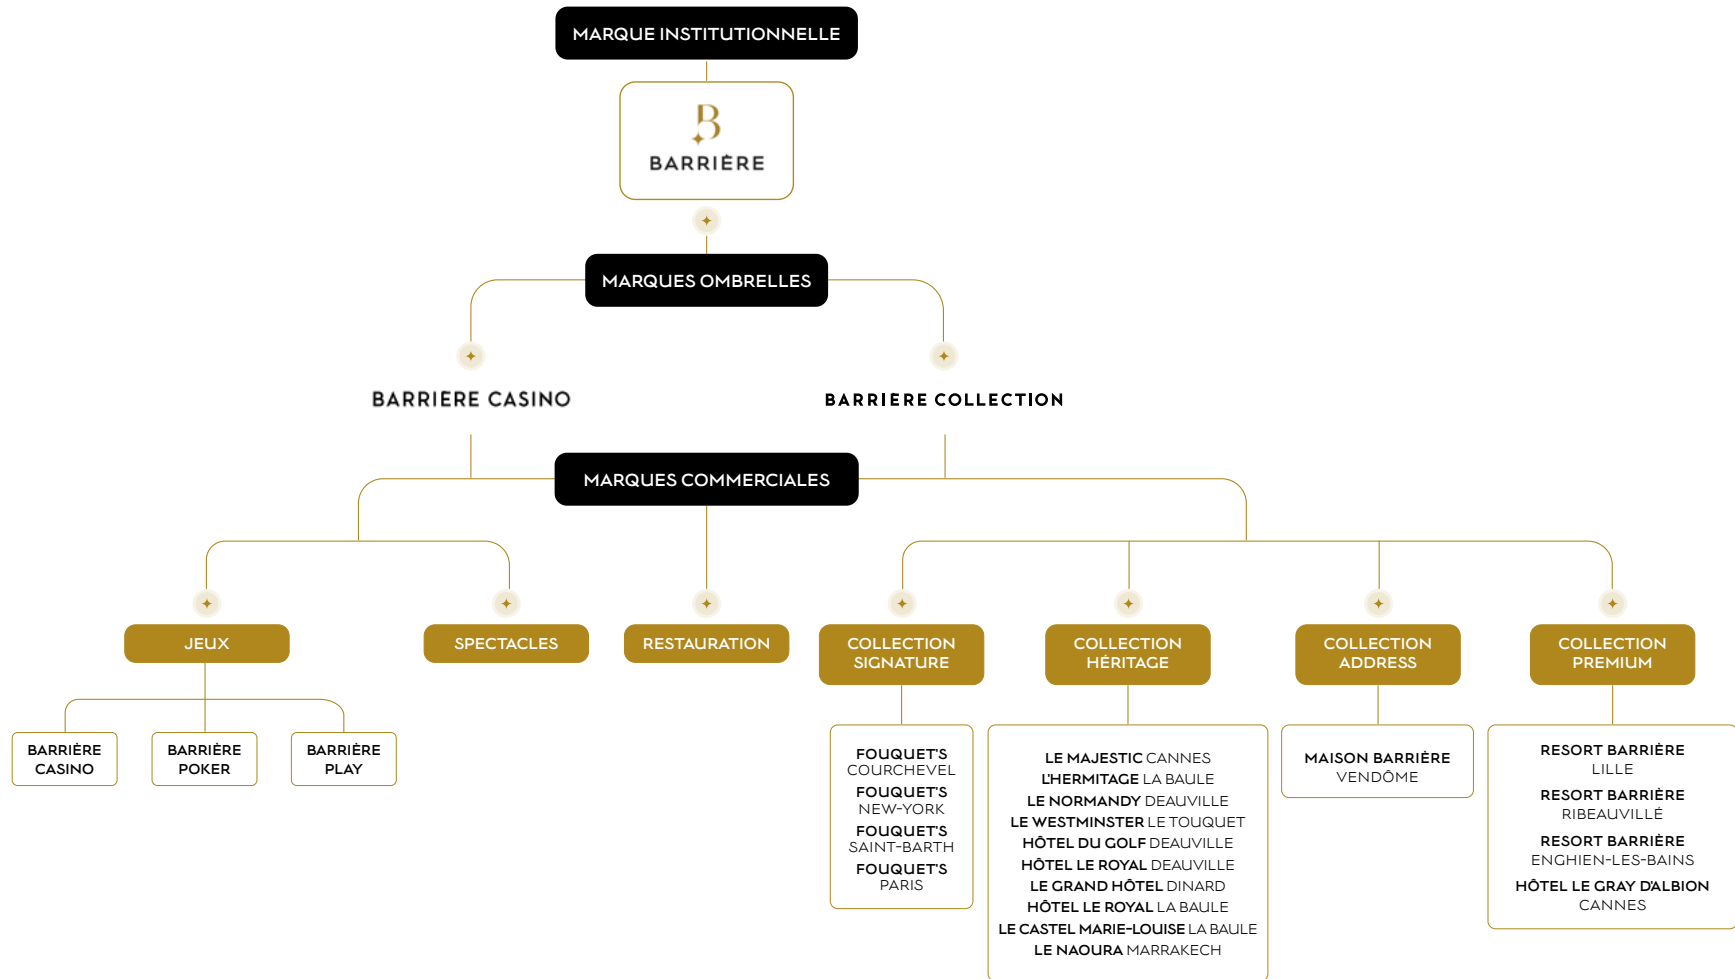 MARQUE INSTITUTIONNELLE
B
BARRIÈRE
MARQUES OMBRELLES
BARRIÈRE CASINO
BARRIERE COLLECTION
MARQUES COMMERCIALES
JEUX
SPECTACLES
RESTAURATION
COLLECTION
SIGNATURE
COLLECTION
HÉRITAGE
COLLECTION
ADDRESS
COLLECTION
PREMIUM
BARRIÈRE
CASINO
BARRIÈRE
POKER
BARRIÈRE
PLAY
FOUQUET'S
COURCHEVEL
FOUQUET'S
NEW-YORK
FOUQUET'S
SAINT-BARTH
FOUQUET'S
PARIS
LE MAJESTIC CANNES
L'HERMITAGE LA BAULE
LE NORMANDY DEAUVILLE
LE WESTMINSTER LE TOUQUET
HÔTEL DU GOLF DEAUVILLE
HÔTEL LE ROYAL DEAUVILLE
LE GRAND HÔTEL DINARD
HÔTEL LE ROYAL LA BAULE
LE CASTEL MARIE-LOUISE LA BAULE
LE NAOURA MARRAKECH
MAISON BARRIÈRE
VENDÔME
RESORT BARRIÈRE
LILLE
RESORT BARRIÈRE
RIBEAUVILLÉ
RESORT BARRIÈRE
ENGHIEN-LES-BAINS
HÔTEL LE GRAY D'ALBION
CANNES